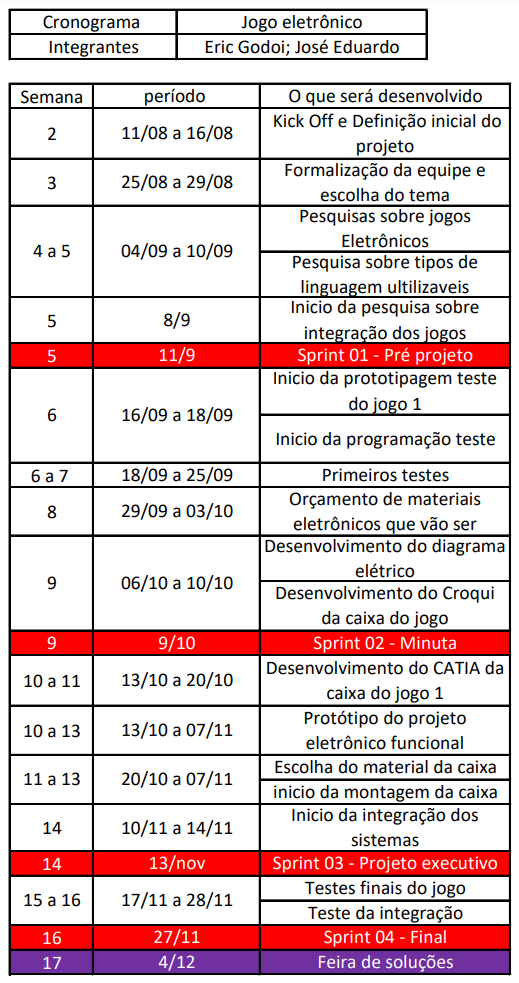 Cronograma Jogo eletrônico
Integrantes Eric Godoi; José Eduardo
Semana período O que será desenvolvido
2 11/08 a 16/08 Kick Off e Definição inicial do
projeto
3 25/08 a 29/08 Formalização da equipe e
escolha do tema
4 a 5 04/09 a 10/09 Pesquisas sobre jogos
Eletrônicos
Pesquisa sobre tipos de
linguagem ultilizaveis
5 8/9 Inicio da pesquisa sobre
integração dos jogos
5 11/9 Sprint 01 - Pré projeto
6 16/09 a 18/09 Inicio da prototipagem teste
do jogo 1
Inicio da programação teste
6 a 7 18/09 a 25/09 Primeiros testes
8 29/09 a 03/10 Orçamento de materiais
eletrônicos que vão ser
9 06/10 a 10/10 Desenvolvimento do diagrama
elétrico
Desenvolvimento do Croqui
da caixa do jogo
9 9/10 Sprint 02 - Minuta
10 a 11 13/10 a 20/10 Desenvolvimento do CATIA da
caixa do jogo 1
10 a 13 13/10 a 07/11 Protótipo do projeto
eletrônico funcional
11 a 13 20/10 a 07/11 Escolha do material da caixa
inicio da montagem da caixa
14 10/11 a 14/11 Inicio da integração dos
sistemas
14 13/nov Sprint 03 - Projeto executivo
15 a 16 17/11 a 28/11 Testes finais do jogo
Teste da integração
16 27/11 Sprint 04 - Final
17 4/12 Feira de soluções